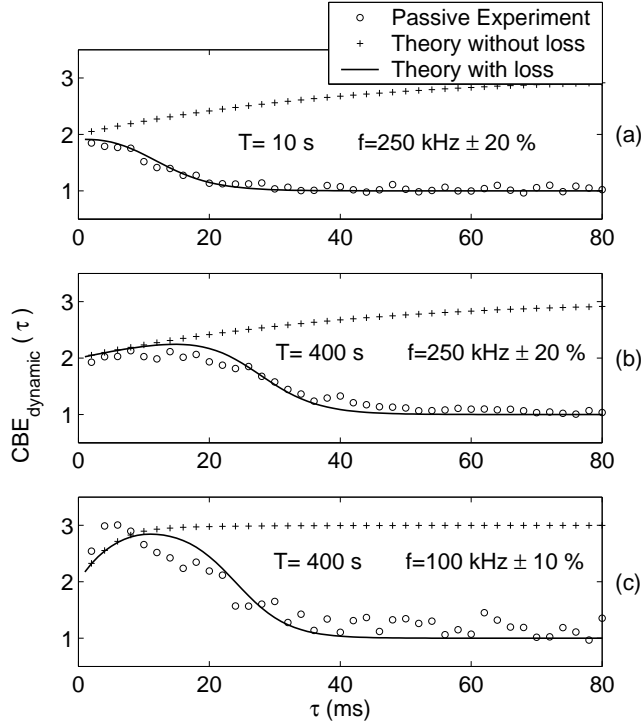 Passive Experiment
Theory without loss
Theory with loss
3
2
1
T= 10 s f=250 kHz ± 20 %
(a)
0 20 40 60 80
3
2
1
T= 400 s f=250 kHz ± 20 %
(b)
0 20 40 60 80
CBE_dynamic (τ)
3
2
1
T= 400 s f=100 kHz ± 10 %
(c)
0 20 40 60 80
τ (ms)